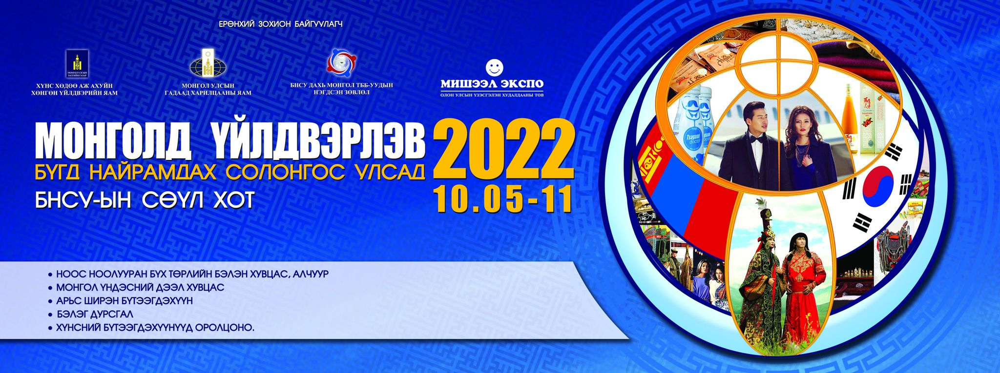 ЕРӨНХИЙ ЗОХИОН БАЙГУУЛАГЧ
МОНГОЛ УЛСЫН
ЗАСГИЙН ГАЗАР
ХҮНС ХӨДӨӨ АЖ АХУЙН
ХӨНГӨН ҮЙЛДВЭРИЙН ЯАМ
МОНГОЛ УЛСЫН
ГАДААД ХАРИЛЦААНЫ ЯАМ
БНСУ ДАХЬ МОНГОЛ ТББ-УУДЫН
НЭГДСЭН ЗӨВЛӨЛ
МИШЭЭЛ ЭКСПО
ОЛОН УЛСЫН ҮЗЭСГЭЛЭН ХУДАЛДААНЫ ТӨВ
МОНГОЛД ҮЙЛДВЭРЛЭВ
БҮГД НАЙРАМДАХ СОЛОНГОС УЛСАД
БНСУ-ЫН СӨҮЛ ХОТ
2022
10.05-11
• НООС НООЛУУРАН БҮХ ТӨРЛИЙН БЭЛЭН ХУВЦАС, АЛЧУУР
• МОНГОЛ ҮНДЭСНИЙ ДЭЭЛ ХУВЦАС
• АРЬС ШИРЭН БҮТЭЭГДЭХҮҮН
• БЭЛЭГ ДУРСГАЛ
• ХҮНСНИЙ БҮТЭЭГДЭХҮҮНҮҮД ОРОЛЦОНО.
Tsagaan
doctor